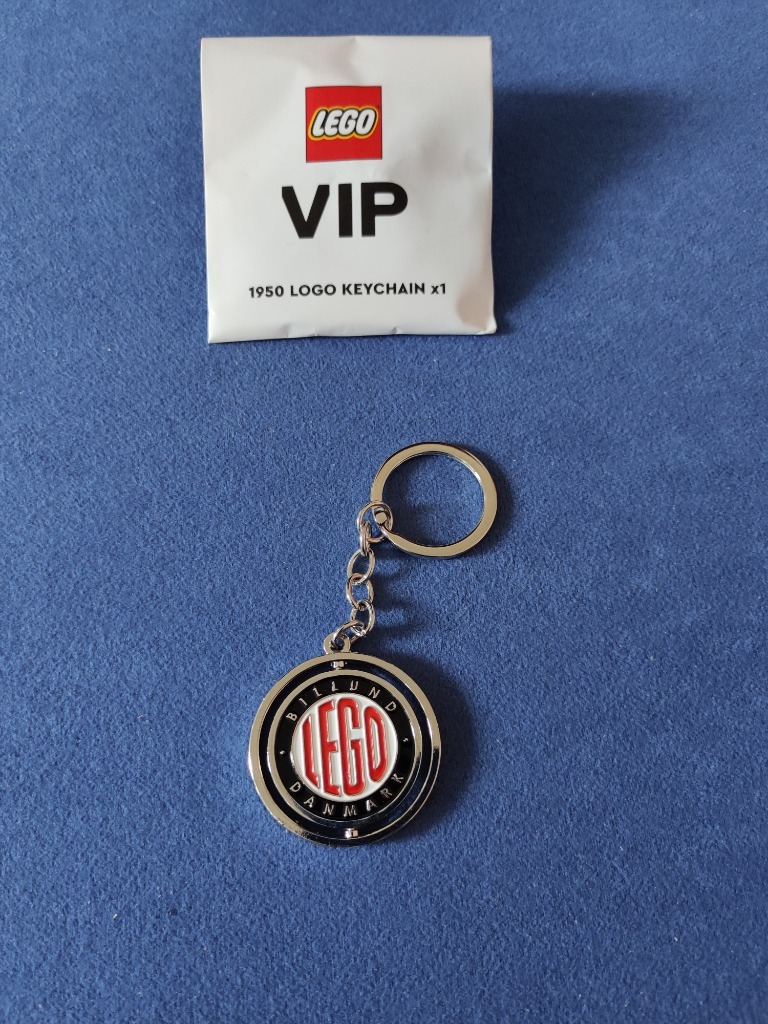 LEGO
VIP
1950 LOGO KEYCHAIN x1
BILLUND
LEGO
DANMARK